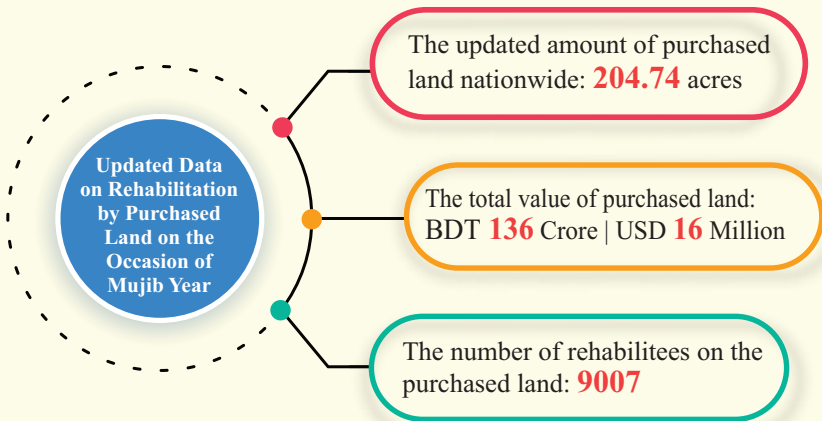 Updated Data
on Rehabilitation
by Purchased
Land on the
Occasion of
Mujib Year
The updated amount of purchased
land nationwide: 204.74 acres
The total value of purchased land:
BDT 136 Crore | USD 16 Million
The number of rehabilitees on the
purchased land: 9007